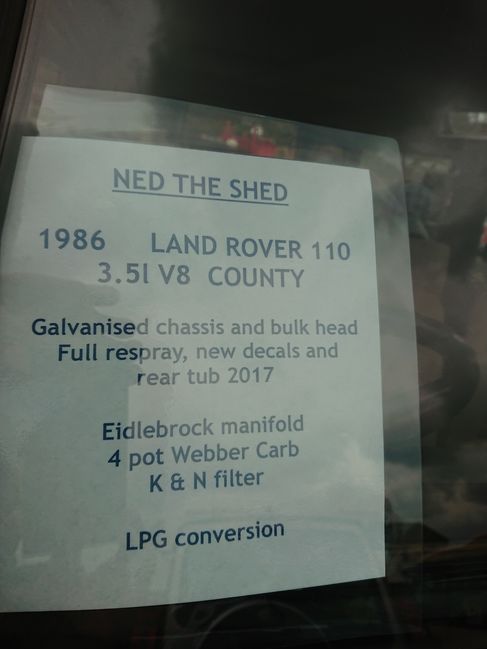 NED THE SHED
1986 LAND ROVER 110
3.5l V8 COUNTY
Galvanised chassis and bulk head
Full respray, new decals and
rear tub 2017
Eidlebrock manifold
4 pot Webber Carb
K & N filter
LPG conversion